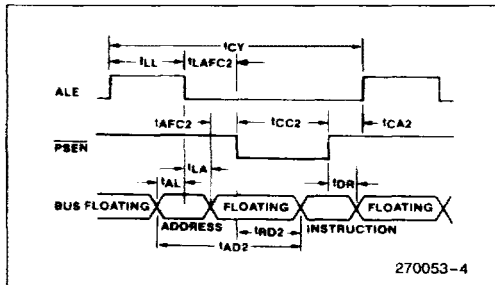 tCY
tLL tLAFC2
ALE
tAFC2 tCC2 tCA2
PSEN
tLA
tAL tDR
BUS FLOATING FLOATING FLOATING
ADDRESS tRD2 INSTRUCTION
tAD2
270053-4